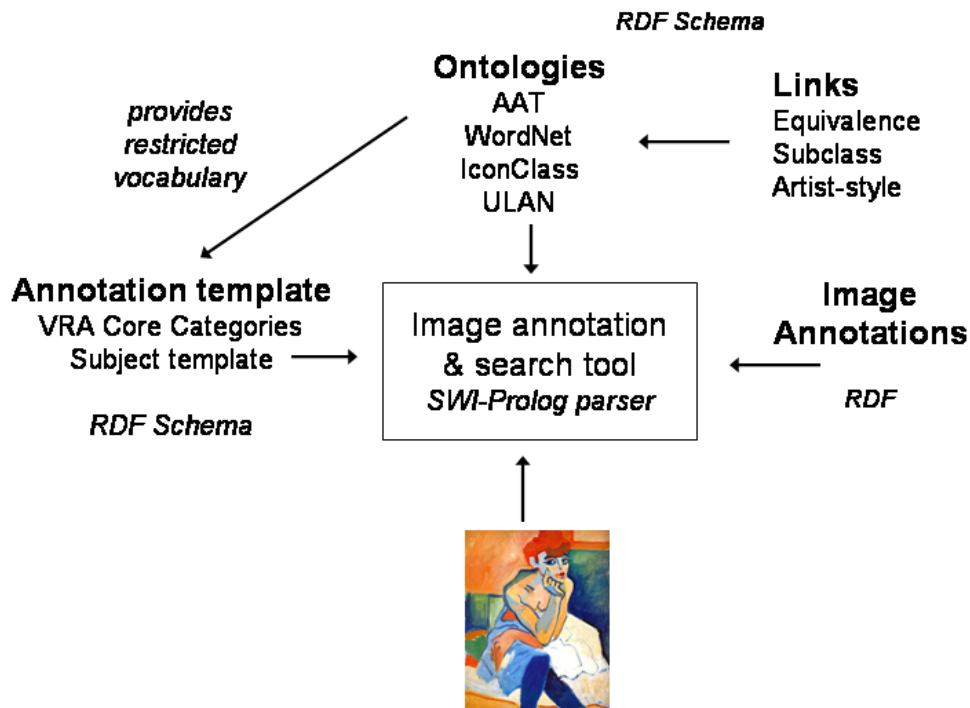 RDF Schema
Ontologies
AAT
WordNet
IconClass
ULAN
Links
Equivalence
Subclass
Artist-style
provides
restricted
vocabulary
Annotation template
VRA Core Categories
Subject template
RDF Schema
Image annotation
& search tool
SWI-Prolog parser
Image
Annotations
RDF